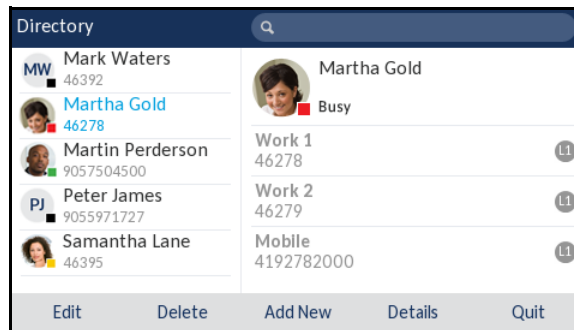 Directory
MW
Mark Waters
46392
Martha Gold
46278
Martin Perderson
9057504500
PJ
Peter James
9055971727
Samantha Lane
46395
Martha Gold
Busy
Work 1
46278
L1
Work 2
46279
L1
Mobile
4192782000
L1
Edit Delete Add New Details Quit